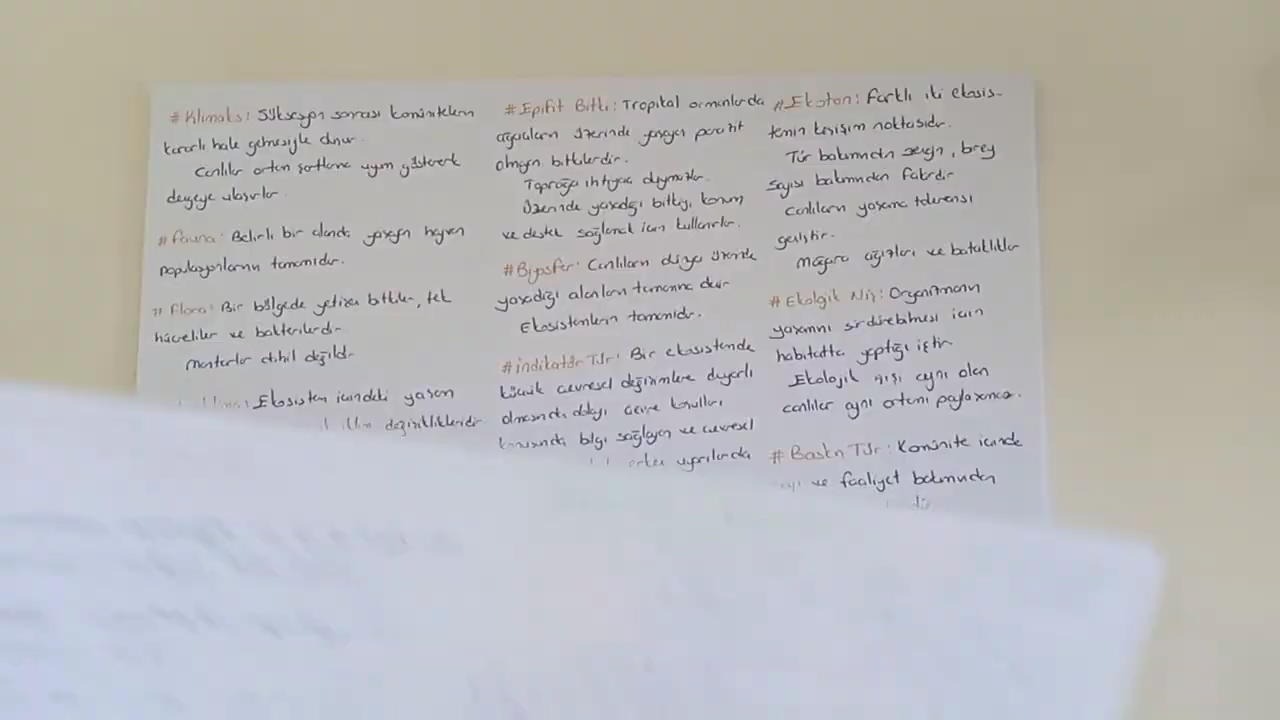 #Klimaks: Süksesyon sonrası komünitelerin
kararlı hale gelmesiyle oluşur.
Canlılar ortam şartlarına uyum göstererek
dengeye ulaşırlar.
#Fauna: Belirli bir alanda yaşayan hayvan
popülasyonlarının tamamıdır.
#Flora: Bir bölgede yetişen bitkiler, tek
hücreliler ve bakterilerdir.
mantarlar dahil değildir.
Ekosistem içindeki yaşam
değişikliklerdir
#Epifit Bitki: Tropikal ormanlarda
ağaçların üzerinde yaşayan parazit
olmayan bitkilerdir.
Toprağa ihtiyaç duymazlar.
Üzerinde yaşadığı bitkiyi, konum
ve destek sağlamak için kullanırlar.
#Biyosfer: Canlıların dünya üzerinde
yaşadığı alanların tamamına denir
Ekosistemlerin tamamıdır.
#İndikatör Tür: Bir ekosistemde
küçük çevresel değişimlere duyarlı
olmasından dolayı çevre koşulları
konusunda bilgi sağlayan ve çevresel
erken uyarılarda
#Ekoton: Farklı iki ekosis-
temin kesişim noktasıdır.
Tür bakımından zengin, birey
sayısı bakımından fakirdir
canlıların yaşama toleransı
geniştir.
Mağara ağızları ve bataklıklar
#Ekolojik Niş: Organizmanın
yaşamını sürdürebilmesi için
habitatta yaptığı iştir.
Ekolojik nişi aynı olan
canlılar aynı ortamı paylaşamaz.
#Baskın Tür: Komünite içinde
ve faaliyet bakımından